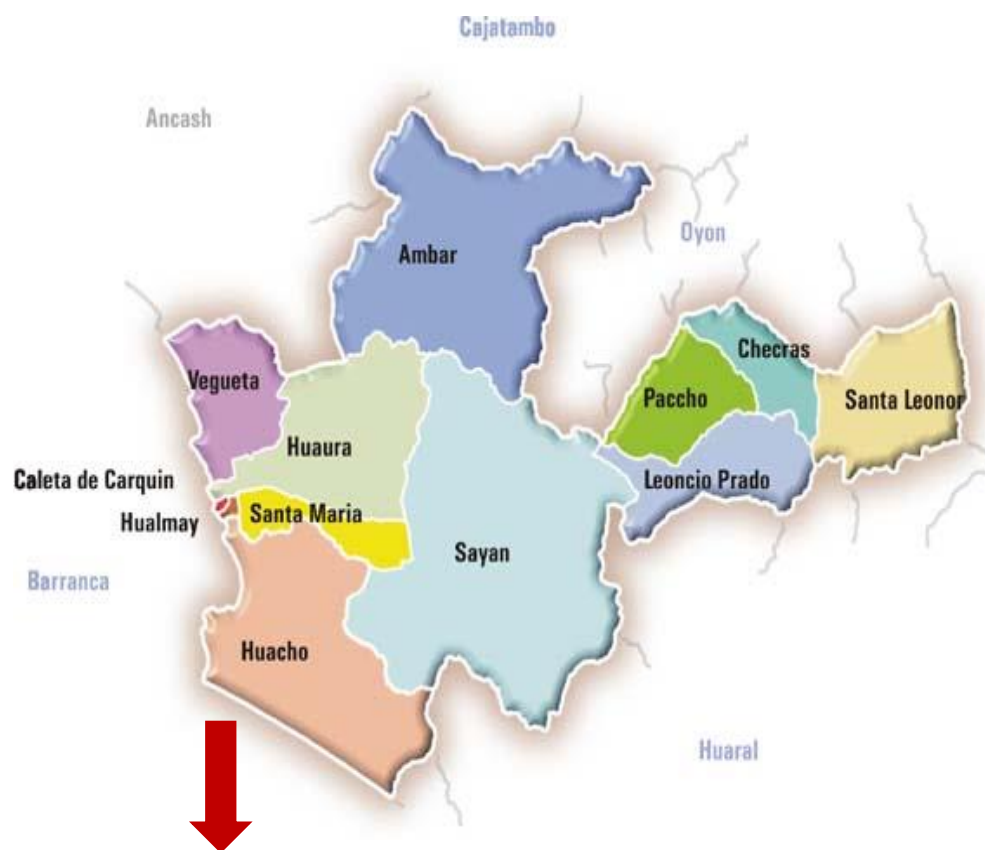 Cajatambo
Ancash
Oyon
Ambar
Checras
Vegueta
Paccho
Santa Leonor
Huaura
Caleta de Carquin
Leoncio Prado
Santa Maria
Hualmay
Sayan
Barranca
Huacho
Huaral